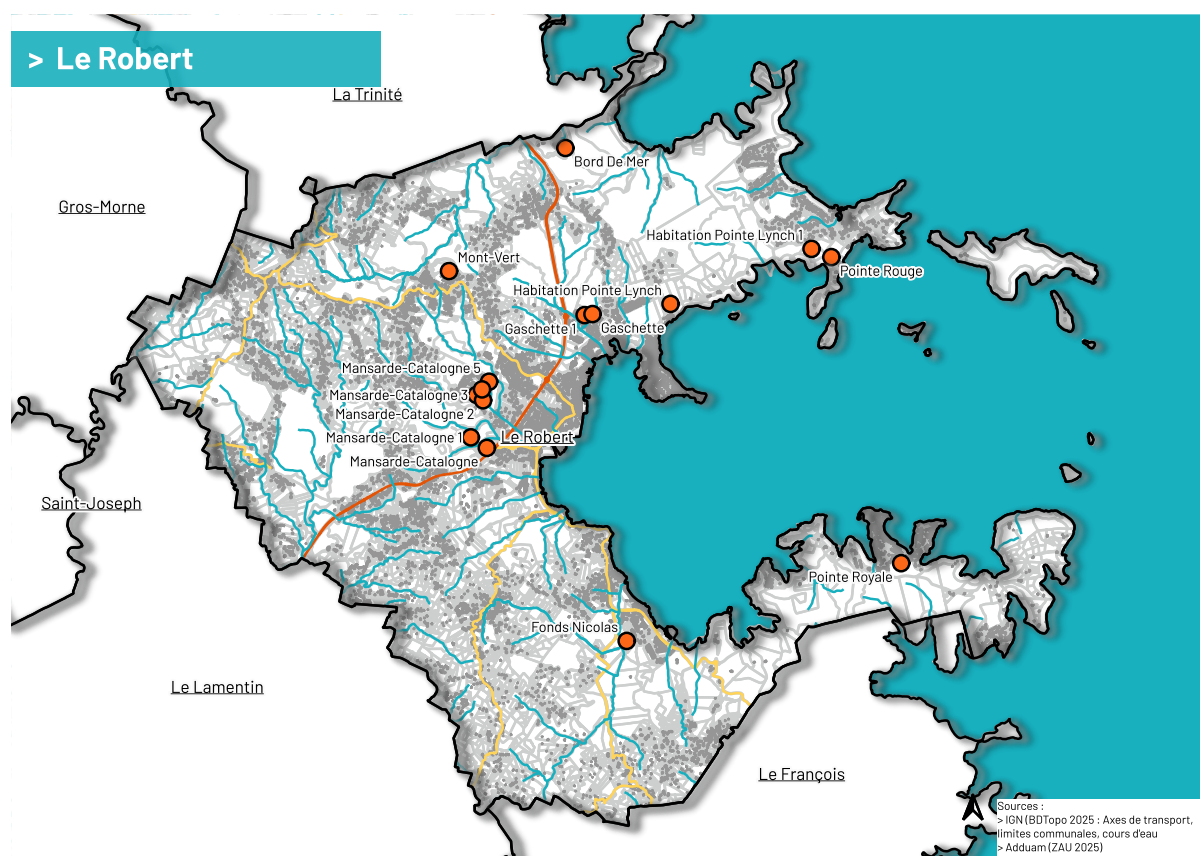 > Le Robert
La Trinité
Bord De Mer
Gros-Morne
Habitation Pointe Lynch 1
Mont-Vert
Pointe Rouge
Habitation Pointe Lynch
Gaschette 1
Gaschette
Mansarde-Catalogne 5
Mansarde-Catalogne 3
Mansarde-Catalogne 2
Mansarde-Catalogne 1
Le Robert
Mansarde-Catalogne
Saint-Joseph
Pointe Royale
Fonds Nicolas
Le Lamentin
Le François
Sources :
> IGN (BDTopo 2025 : Axes de transport,
limites communales, cours d'eau
> Adduam (ZAU 2025)